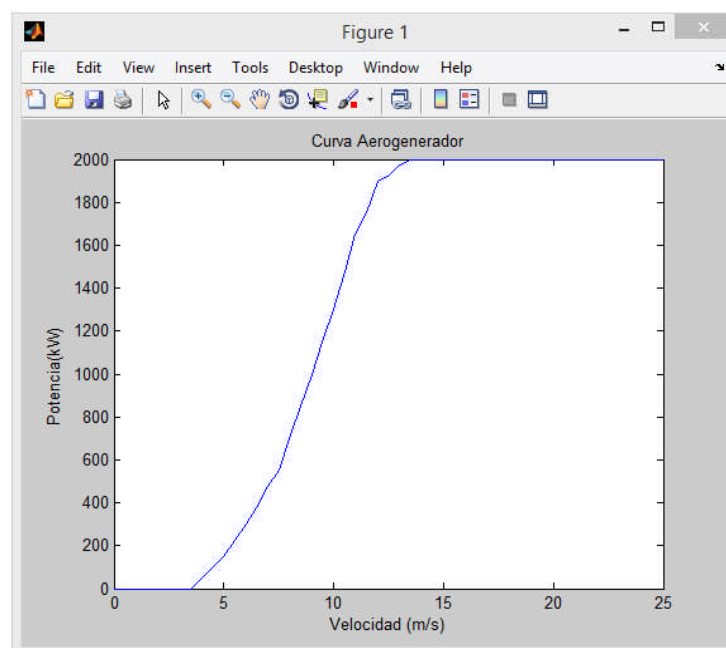 Figure 1
File Edit View Insert Tools Desktop Window Help
Curva Aerogenerador
2000
1800
1600
1400
1200
1000
800
600
400
200
0
Potencia(kW)
0 5 10 15 20 25
Velocidad (m/s)